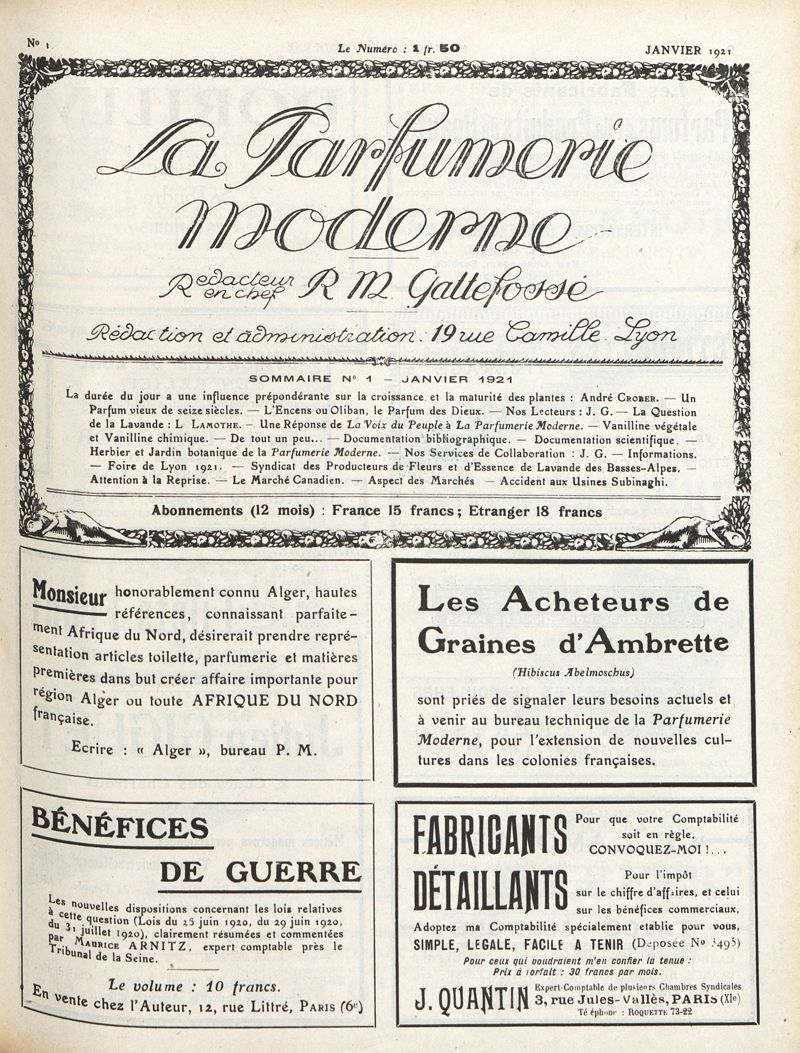 No 1
Le Numéro : 1 fr. 50
JANVIER 1921
La Parfumerie
moderne
Rédacteur
en chef R M Gattefossé
Rédaction et administration. 19 rue Camille. Lyon
SOMMAIRE No 1 — JANVIER 1921
La durée du jour a une influence prépondérante sur la croissance et la maturité des plantes : André CROBER. — Un
Parfum vieux de seize siècles. — L'Encens ou Oliban, le Parfum des Dieux. — Nos Lecteurs : J. G. — La Question
de la Lavande : L LAMOTHE. - Une Réponse de La Voix du Peuple à La Parfumerie Moderne. — Vanilline végétale
et Vanilline chimique. — De tout un peu... — Documentation bibliographique. — Documentation scientifique. —
Herbier et Jardin botanique de la Parfumerie Moderne. — Nos Services de Collaboration : J. G. — Informations.
— Foire de Lyon 1921. — Syndicat des Producteurs de Fleurs et d'Essence de Lavande des Basses-Alpes. —
Attention à la Reprise. — Le Marché Canadien. — Aspect des Marchés — Accident aux Usines Subinaghi.
Abonnements (12 mois) : France 15 francs ; Etranger 18 francs
Monsieur honorablement connu Alger, hautes
références, connaissant parfaite-
ment Afrique du Nord, désirerait prendre repré-
sentation articles toilette, parfumerie et matières
premières dans but créer affaire importante pour
région Alger ou toute AFRIQUE DU NORD
française.
Ecrire : « Alger », bureau P. M.
Les Acheteurs de
Graines d'Ambrette
(Hibiscus Abelmoschus)
sont priés de signaler leurs besoins actuels et
à venir au bureau technique de la Parfumerie
Moderne, pour l'extension de nouvelles cul-
tures dans les colonies françaises.
BÉNÉFICES
DE GUERRE
Les nouvelles dispositions concernant les lois relatives
à cette question (Lois du 25 juin 1920, du 29 juin 1920,
du 31 juillet 1920), clairement résumées et commentées
par MAURICE ARNITZ, expert comptable près le
Tribunal de la Seine.
Le volume : 10 francs.
En vente chez l'Auteur, 12, rue Littré, PARIS (6e)
FABRICANTS
DÉTAILLANTS
Pour que votre Comptabilité
soit en règle,
CONVOQUEZ-MOI !...
Pour l'impôt
sur le chiffre d'affaires, et celui
sur les bénéfices commerciaux,
Adoptez ma Comptabilité spécialement etablie pour vous,
SIMPLE, LEGALE, FACILE A TENIR (Deposée No 3495)
Pour ceux qui voudraient m'en confier la tenue :
Prix à forfait : 30 francs par mois.
J. QUANTIN
Expert-Comptable de plusieurs Chambres Syndicales
3, rue Jules-Vallès, PARIS (XIe)
Téléphone : ROQUETTE 73-22